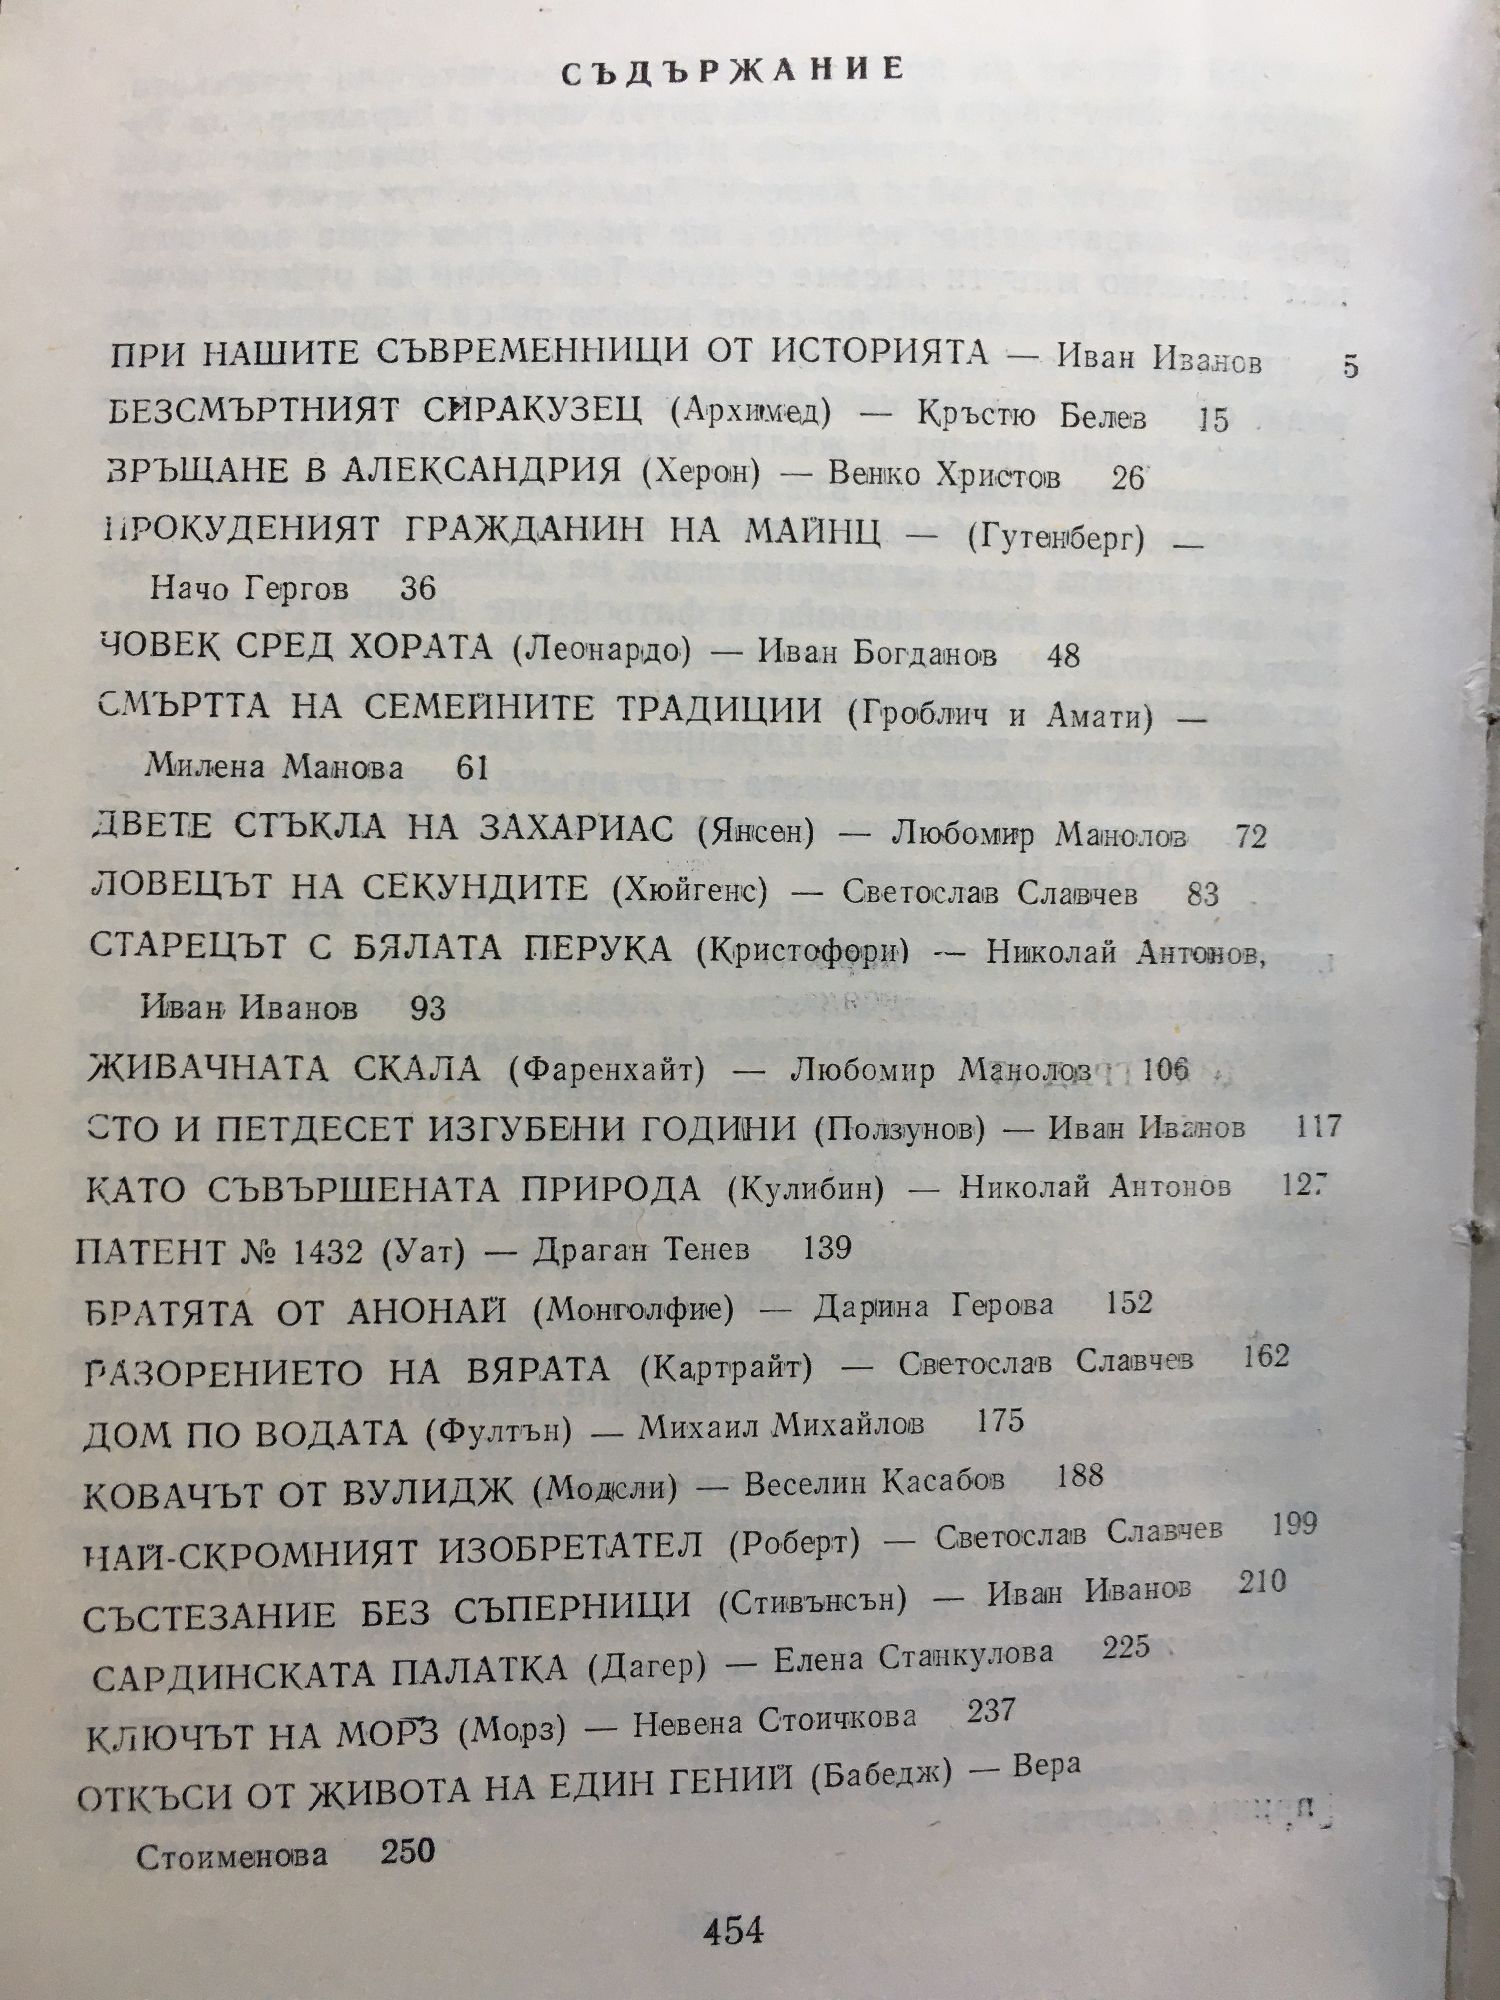 СЪДЪРЖАНИЕ
ПРИ НАШИТЕ СЪВРЕМЕННИЦИ ОТ ИСТОРИЯТА — Иван Иванов 5
БЕЗСМЪРТНИЯТ СИРАКУЗЕЦ (Архимед) — Кръстю Белев 15
ВРЪЩАНЕ В АЛЕКСАНДРИЯ (Херон) — Венко Христов 26
ПРОКУДЕНИЯТ ГРАЖДАНИН НА МАЙНЦ — (Гутенберг) —
Начо Гергов 36
ЧОВЕК СРЕД ХОРАТА (Леонардо) — Иван Богданов 48
СМЪРТТА НА СЕМЕЙНИТЕ ТРАДИЦИИ (Гроблич и Амати) —
Милена Манова 61
ДВЕТЕ СТЪКЛА НА ЗАХАРИАС (Янсен) — Любомир Манолов 72
ЛОВЕЦЪТ НА СЕКУНДИТЕ (Хюйгенс) — Светослав Славчев 83
СТАРЕЦЪТ С БЯЛАТА ПЕРУКА (Кристофори) — Николай Антонов,
Иван Иванов 93
ЖИВАЧНАТА СКАЛА (Фаренхайт) — Любомир Манолов 106
СТО И ПЕТДЕСЕТ ИЗГУБЕНИ ГОДИНИ (Ползунов) — Иван Иванов 117
КАТО СЪВЪРШЕНАТА ПРИРОДА (Кулибин) — Николай Антонов 127
ПАТЕНТ № 1432 (Уат) — Драган Тенев 139
БРАТЯТА ОТ АНОНАЙ (Монголфие) — Дарина Герова 152
РАЗОРЕНИЕТО НА ВЯРАТА (Картрайт) — Светослав Славчев 162
ДОМ ПО ВОДАТА (Фултън) — Михаил Михайлов 175
КОВАЧЪТ ОТ ВУЛИДЖ (Модсли) — Веселин Касабов 188
НАЙ-СКРОМНИЯТ ИЗОБРЕТАТЕЛ (Роберт) — Светослав Славчев 199
СЪСТЕЗАНИЕ БЕЗ СЪПЕРНИЦИ (Стивънсън) — Иван Иванов 210
САРДИНСКАТА ПАЛАТКА (Дагер) — Елена Станкулова 225
КЛЮЧЪТ НА МОРЗ (Морз) — Невена Стоичкова 237
ОТКЪСИ ОТ ЖИВОТА НА ЕДИН ГЕНИЙ (Бабедж) — Вера
Стоименова 250
454